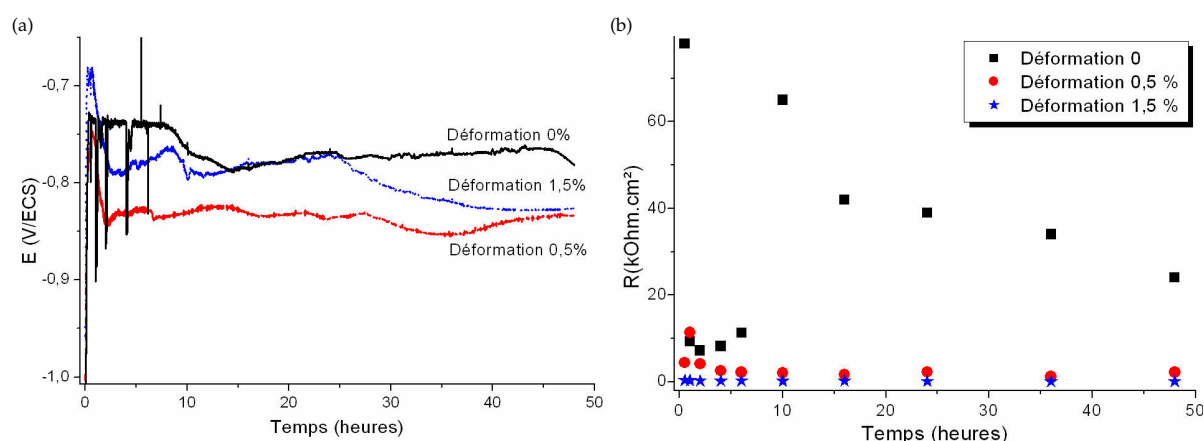 (a)
E (V/ECS)
-0,7
-0,8
-0,9
-1,0
0
10
20
30
40
50
Temps (heures)
Déformation 0%
Déformation 1,5%
Déformation 0,5%
(b)
R(kOhm.cm²)
60
40
20
0
0
10
20
30
40
50
Temps (heures)
Déformation 0
Déformation 0,5 %
Déformation 1,5 %